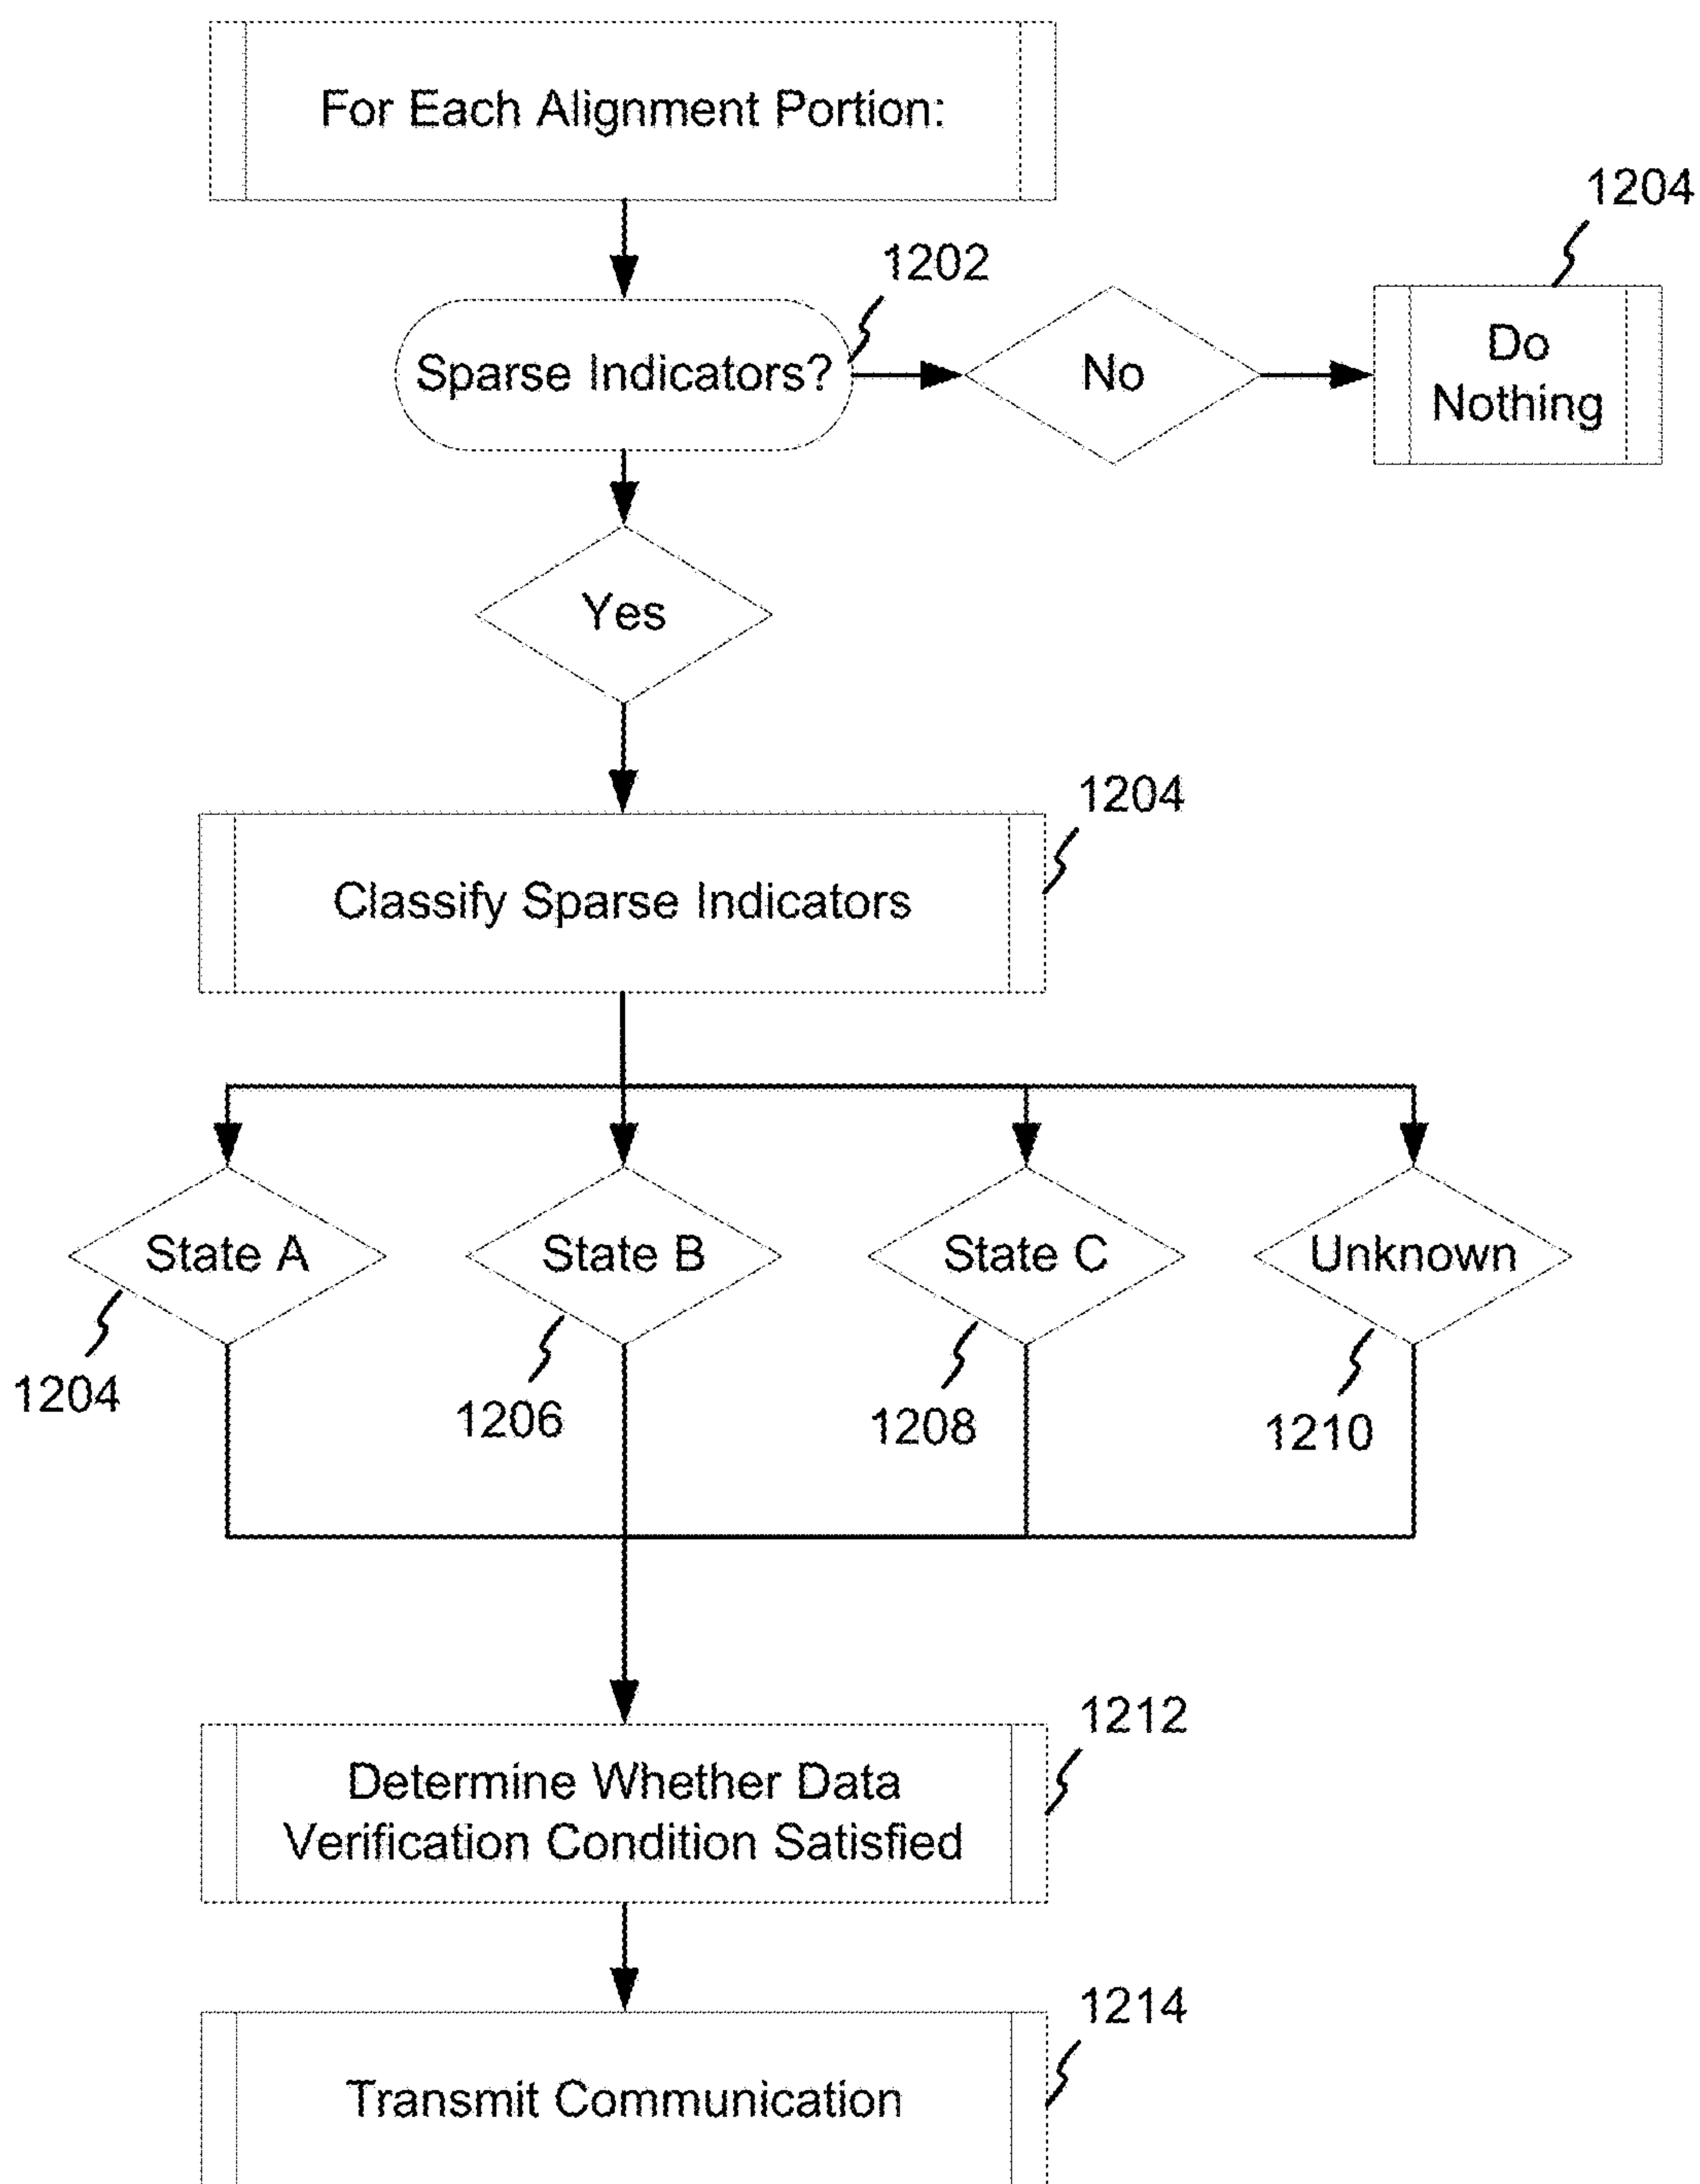 For Each Alignment Portion:
1204
1202
Sparse Indicators?
No
Do
Nothing
Yes
1204
Classify Sparse Indicators
State A
State B
State C
Unknown
1204
1206
1208
1210
1212
Determine Whether Data
Verification Condition Satisfied
1214
Transmit Communication